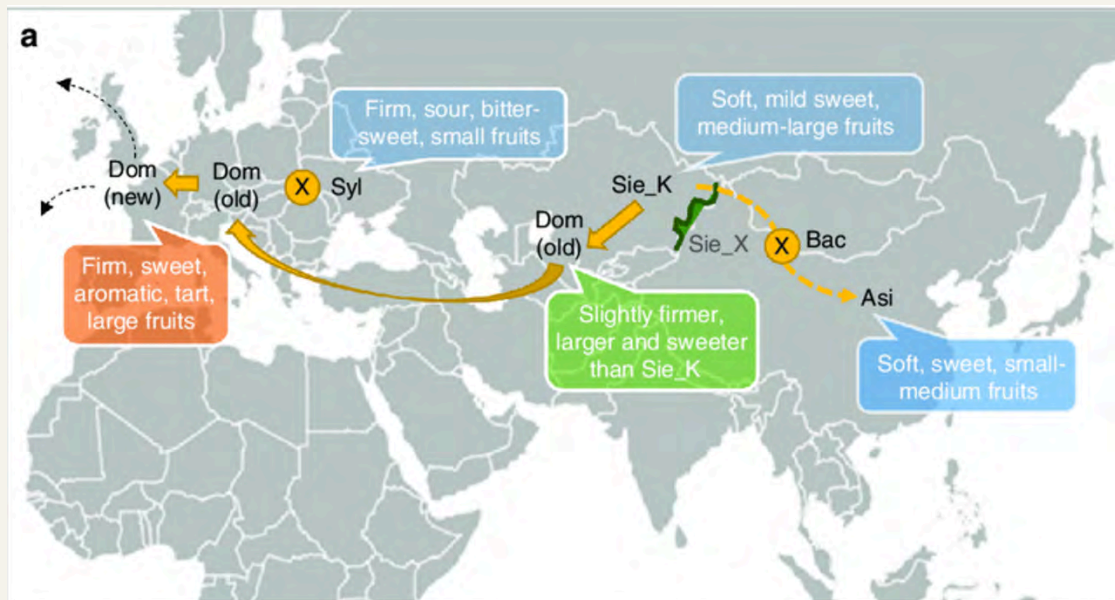 a
Firm, sour, bitter-
sweet, small fruits
Soft, mild sweet,
medium-large fruits
Dom
(new)
Dom
(old)
X
Syl
Sie_K
Dom
(old)
Sie_X
X
Bac
Asi
Firm, sweet,
aromatic, tart,
large fruits
Slightly firmer,
larger and sweeter
than Sie_K
Soft, sweet, small-
medium fruits